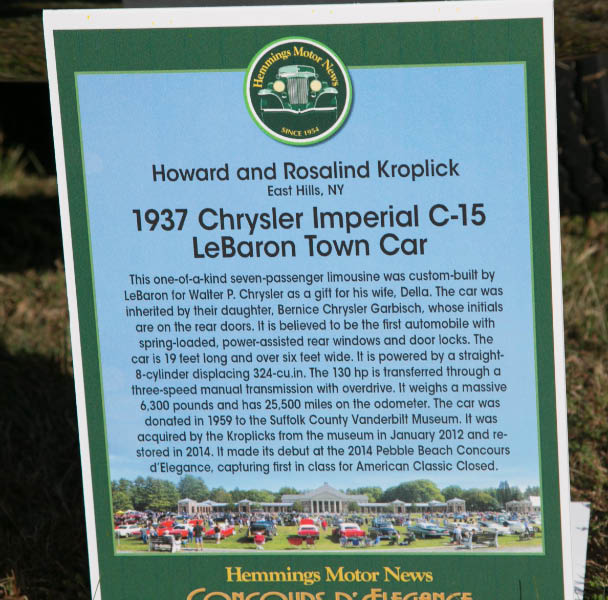 Hemmings Motor News
SINCE 1954
Howard and Rosalind Kroplick
East Hills, NY
1937 Chrysler Imperial C-15
LeBaron Town Car
This one-of-a-kind seven-passenger limousine was custom-built by
LeBaron for Walter P. Chrysler as a gift for his wife, Della. The car was
inherited by their daughter, Bernice Chrysler Garbisch, whose initials
are on the rear doors. It is believed to be the first automobile with
spring-loaded, power-assisted rear windows and door locks. The
car is 19 feet long and over six feet wide. It is powered by a straight-
8-cylinder displacing 324-cu.in. The 130 hp is transferred through a
three-speed manual transmission with overdrive. It weighs a massive
6,300 pounds and has 25,500 miles on the odometer. The car was
donated in 1959 to the Suffolk County Vanderbilt Museum. It was
acquired by the Kroplicks from the museum in January 2012 and re-
stored in 2014. It made its debut at the 2014 Pebble Beach Concours
d'Elegance, capturing first in class for American Classic Closed.
Hemmings Motor News
CONCOURS D'ELEGANCE